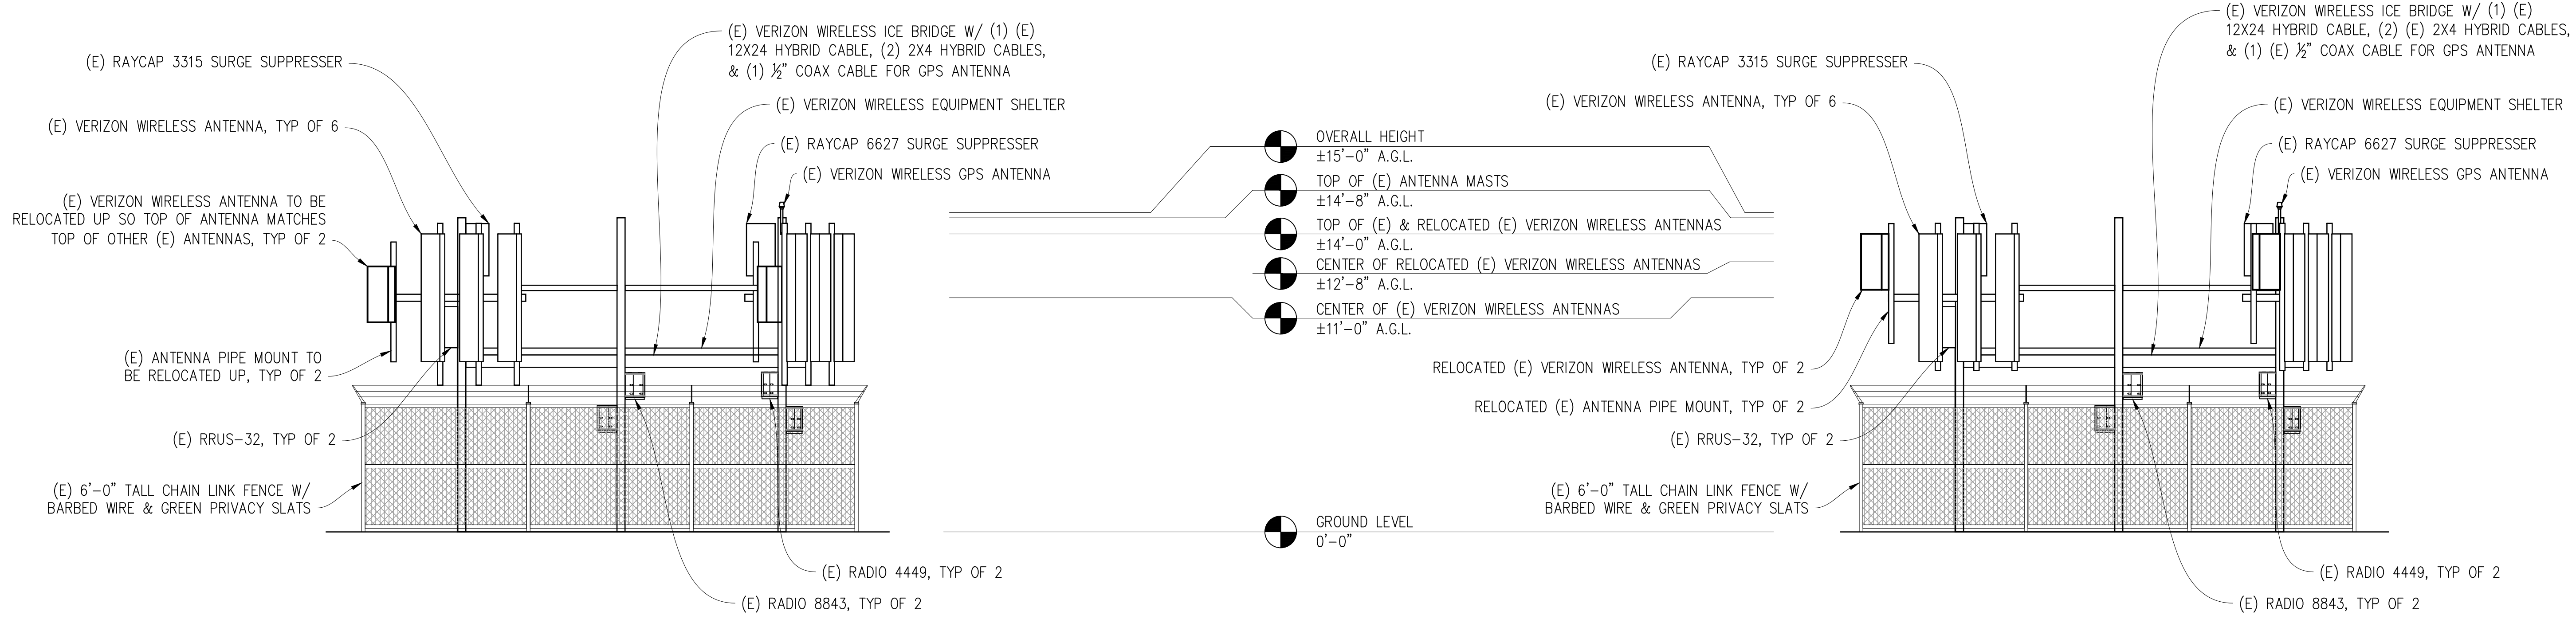 (E) VERIZON WIRELESS ICE BRIDGE W/ (1) (E)
12X24 HYBRID CABLE, (2) 2X4 HYBRID CABLES,
& (1) ½" COAX CABLE FOR GPS ANTENNA
(E) RAYCAP 3315 SURGE SUPPRESSER
(E) VERIZON WIRELESS EQUIPMENT SHELTER
(E) VERIZON WIRELESS ANTENNA, TYP OF 6
(E) RAYCAP 6627 SURGE SUPPRESSER
(E) VERIZON WIRELESS GPS ANTENNA
(E) VERIZON WIRELESS ANTENNA TO BE
RELOCATED UP SO TOP OF ANTENNA MATCHES
TOP OF OTHER (E) ANTENNAS, TYP OF 2
(E) ANTENNA PIPE MOUNT TO
BE RELOCATED UP, TYP OF 2
(E) RRUS-32, TYP OF 2
(E) 6'-0" TALL CHAIN LINK FENCE W/
BARBED WIRE & GREEN PRIVACY SLATS
(E) RADIO 4449, TYP OF 2
(E) RADIO 8843, TYP OF 2
OVERALL HEIGHT
±15'-0" A.G.L.
TOP OF (E) ANTENNA MASTS
±14'-8" A.G.L.
TOP OF (E) & RELOCATED (E) VERIZON WIRELESS ANTENNAS
±14'-0" A.G.L.
CENTER OF RELOCATED (E) VERIZON WIRELESS ANTENNAS
±12'-8" A.G.L.
CENTER OF (E) VERIZON WIRELESS ANTENNAS
±11'-0" A.G.L.
GROUND LEVEL
0'-0"
(E) VERIZON WIRELESS ICE BRIDGE W/ (1) (E)
12X24 HYBRID CABLE, (2) (E) 2X4 HYBRID CABLES,
& (1) (E) ½" COAX CABLE FOR GPS ANTENNA
(E) RAYCAP 3315 SURGE SUPPRESSER
(E) VERIZON WIRELESS ANTENNA, TYP OF 6
(E) VERIZON WIRELESS EQUIPMENT SHELTER
(E) RAYCAP 6627 SURGE SUPPRESSER
(E) VERIZON WIRELESS GPS ANTENNA
RELOCATED (E) VERIZON WIRELESS ANTENNA, TYP OF 2
RELOCATED (E) ANTENNA PIPE MOUNT, TYP OF 2
(E) RRUS-32, TYP OF 2
(E) 6'-0" TALL CHAIN LINK FENCE W/
BARBED WIRE & GREEN PRIVACY SLATS
(E) RADIO 4449, TYP OF 2
(E) RADIO 8843, TYP OF 2